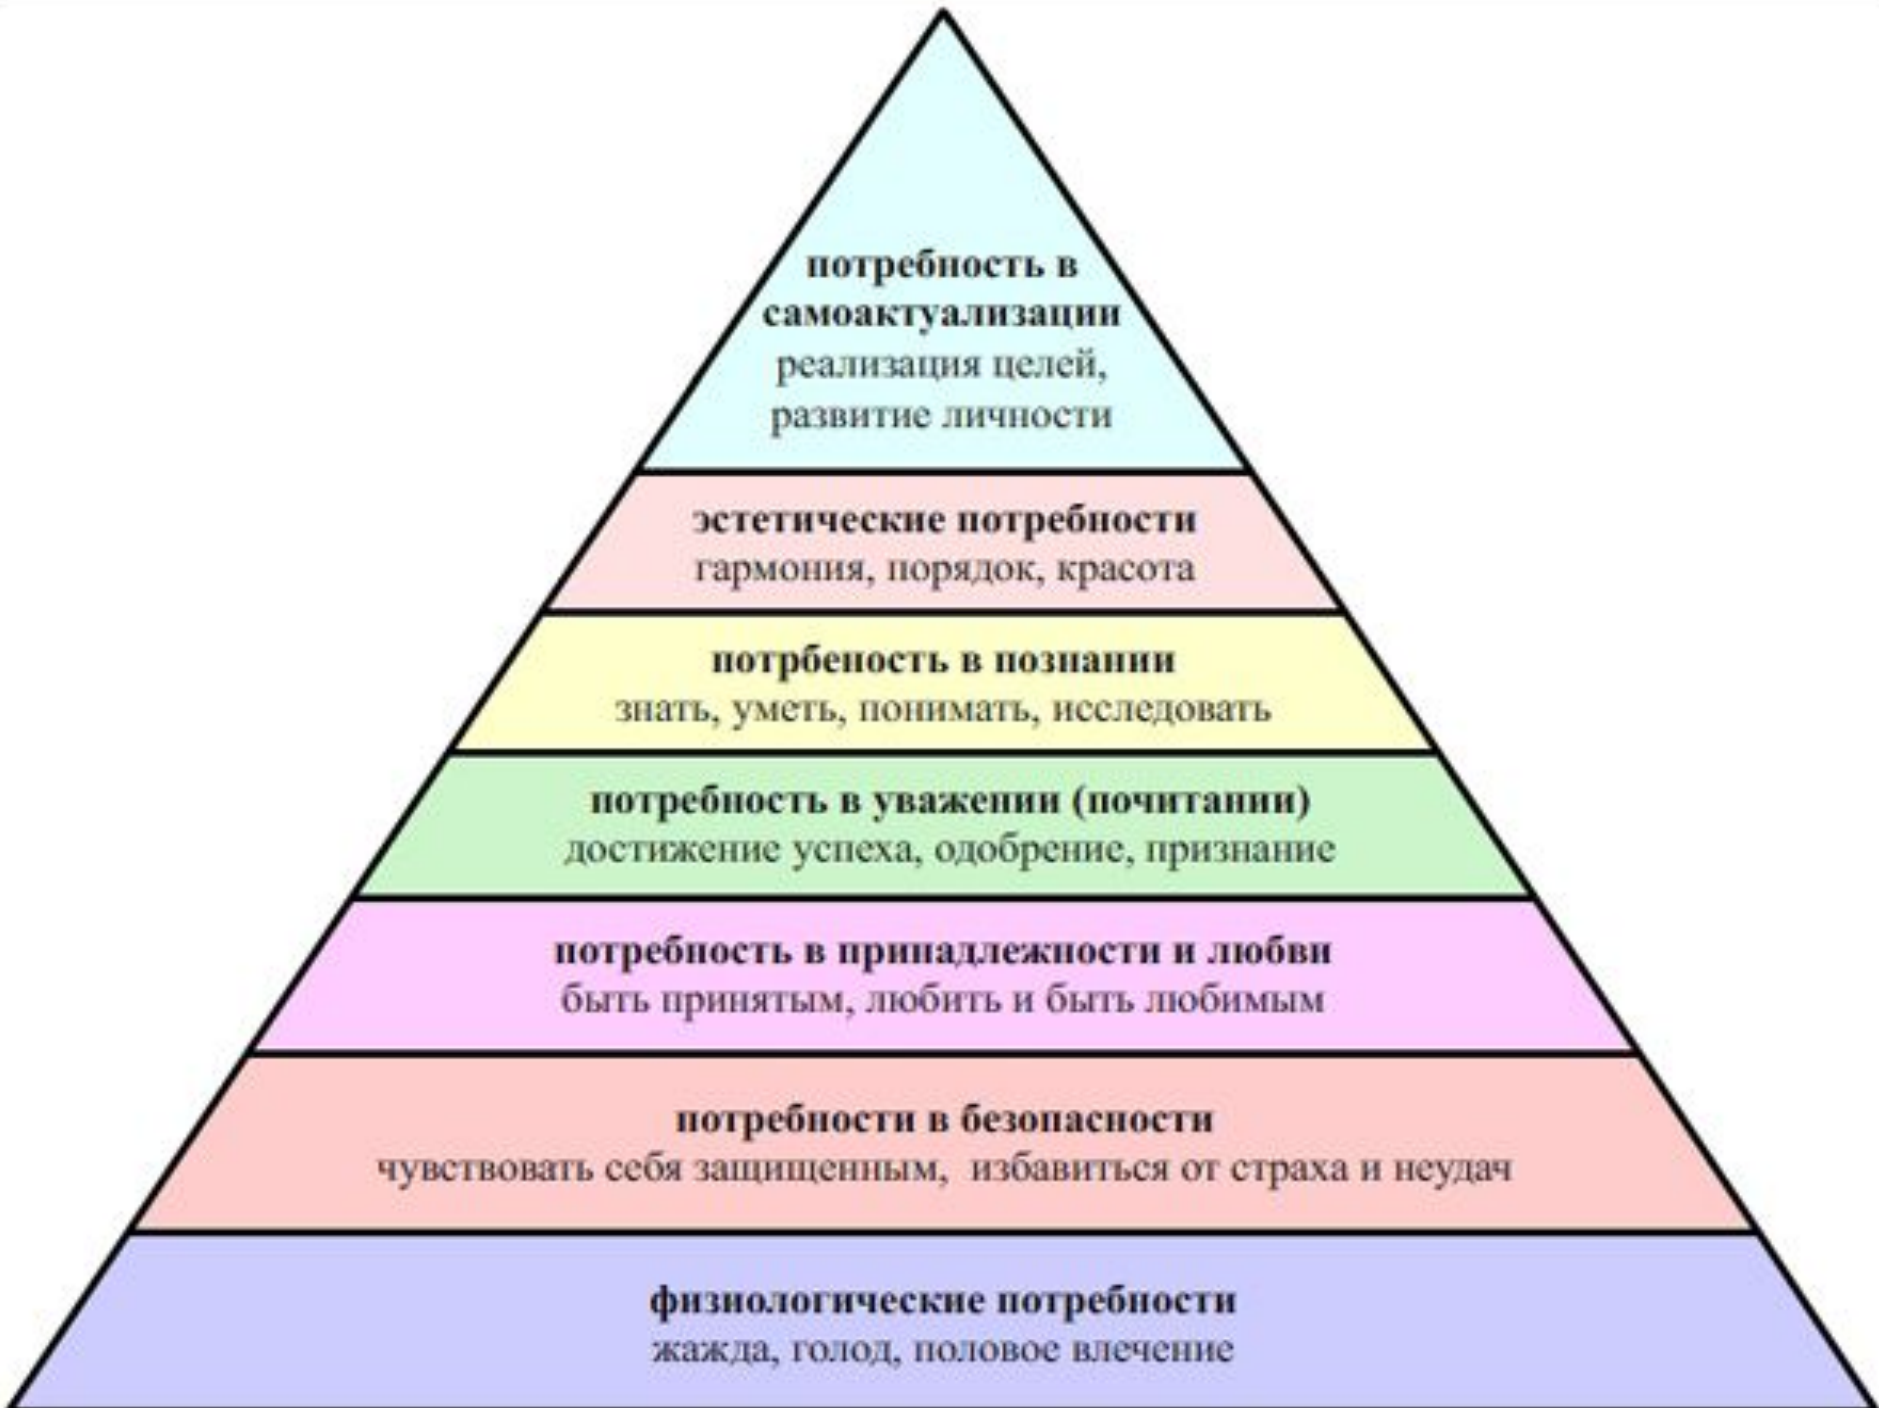 потребность в
самоактуализации
реализация целей,
развитие личности
эстетические потребности
гармония, порядок, красота
потрбеность в познании
знать, уметь, понимать, исследовать
потребность в уважении (почитании)
достижение успеха, одобрение, признание
потребность в принадлежности и любви
быть принятым, любить и быть любимым
потребности в безопасности
чувствовать себя защищенным, избавиться от страха и неудач
физиологические потребности
жажда, голод, половое влечение